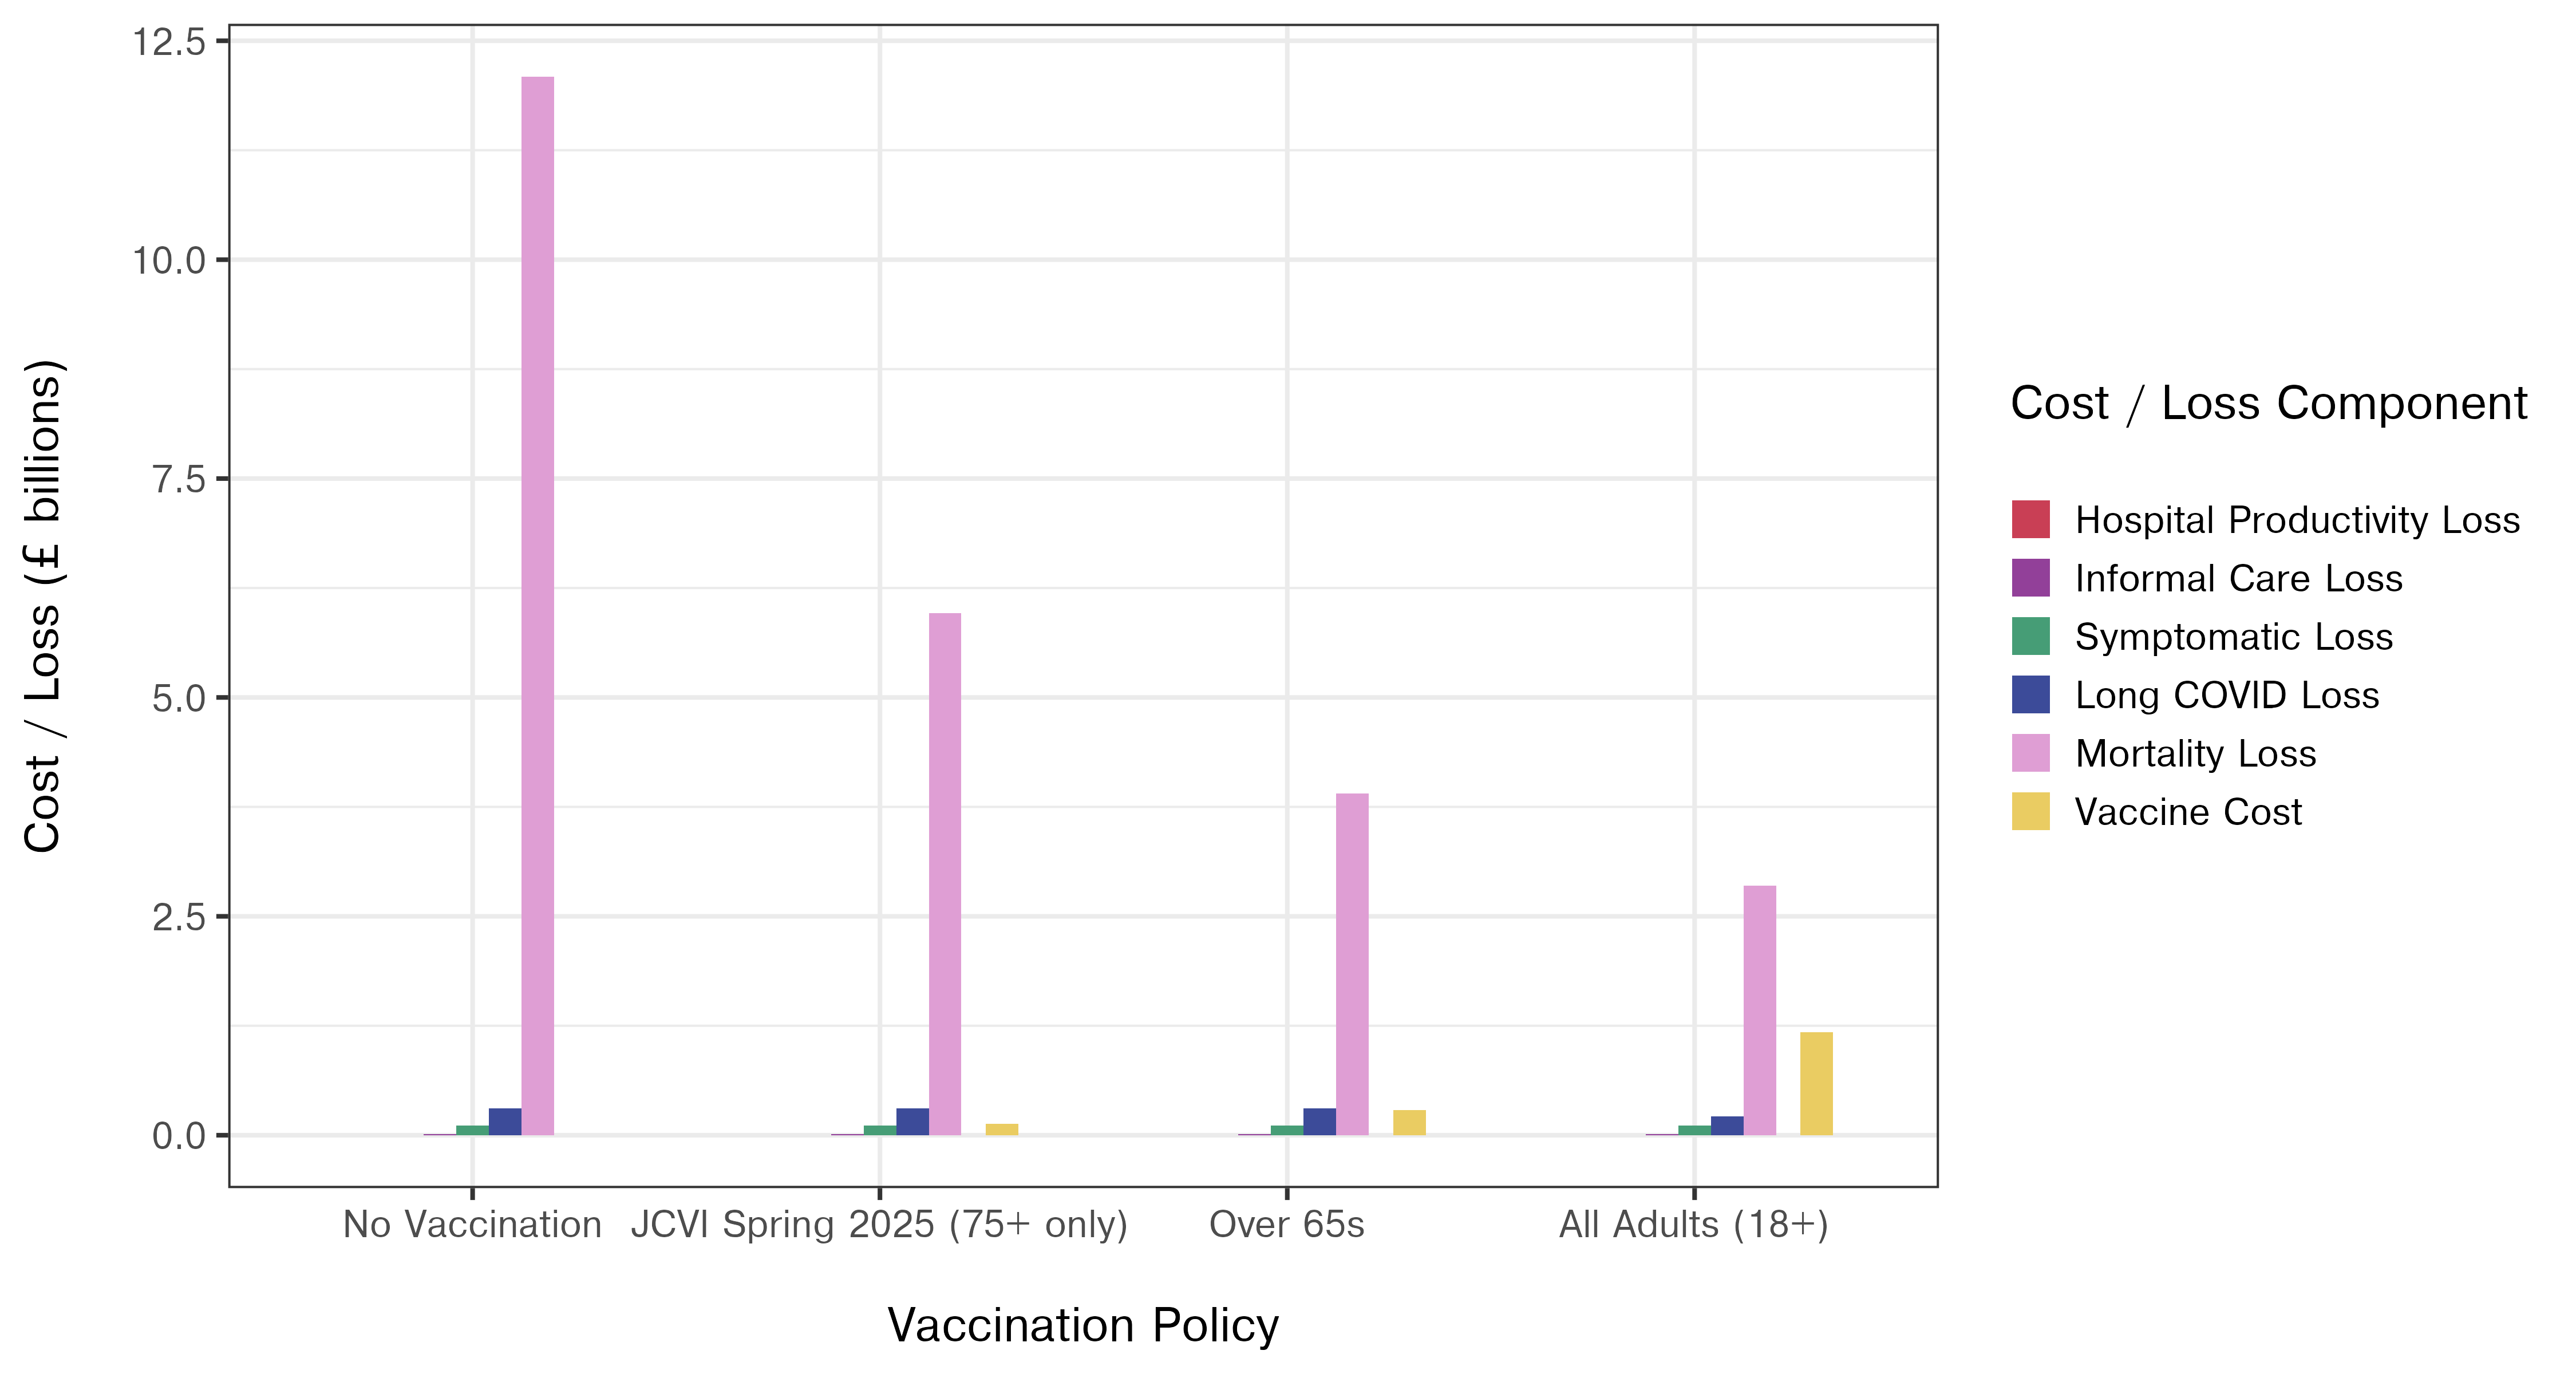 Cost / Loss (£ billions)
12.5
10.0
7.5
5.0
2.5
0.0
No Vaccination
JCVI Spring 2025 (75+ only)
Over 65s
All Adults (18+)
Vaccination Policy
Cost / Loss Component
Hospital Productivity Loss
Informal Care Loss
Symptomatic Loss
Long COVID Loss
Mortality Loss
Vaccine Cost